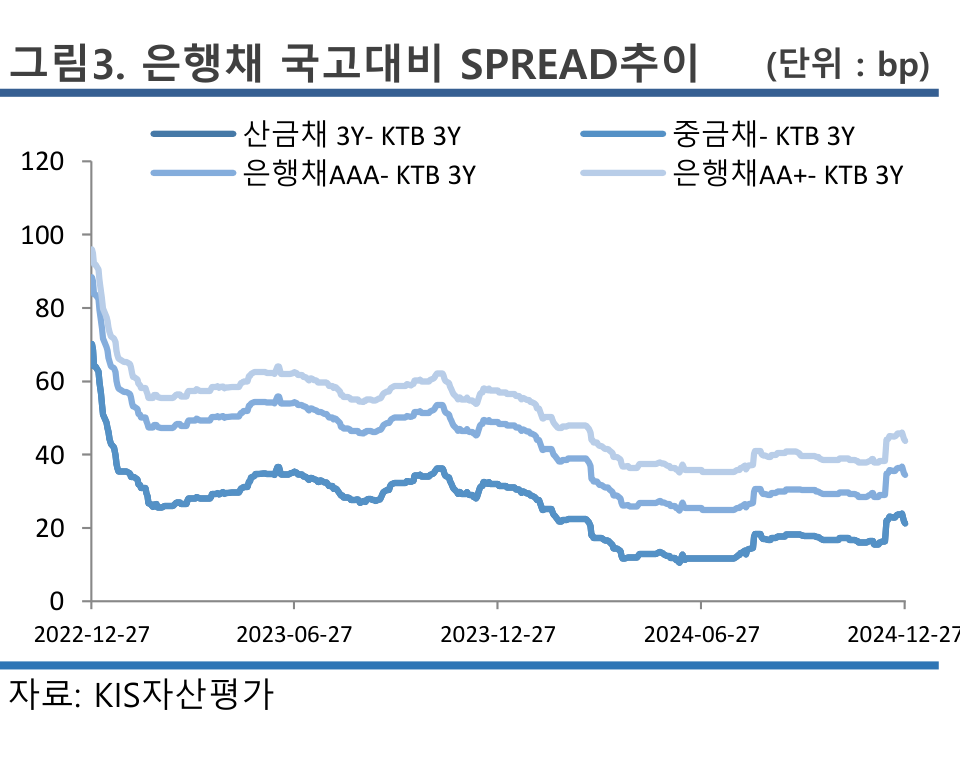 그림3. 은행채 국고대비 SPREAD추이 (단위 : bp)
산금채 3Y- KTB 3Y 중금채- KTB 3Y
은행채AAA- KTB 3Y 은행채AA+- KTB 3Y
120
100
80
60
40
20
0
2022-12-27 2023-06-27 2023-12-27 2024-06-27 2024-12-27
자료: KIS자산평가